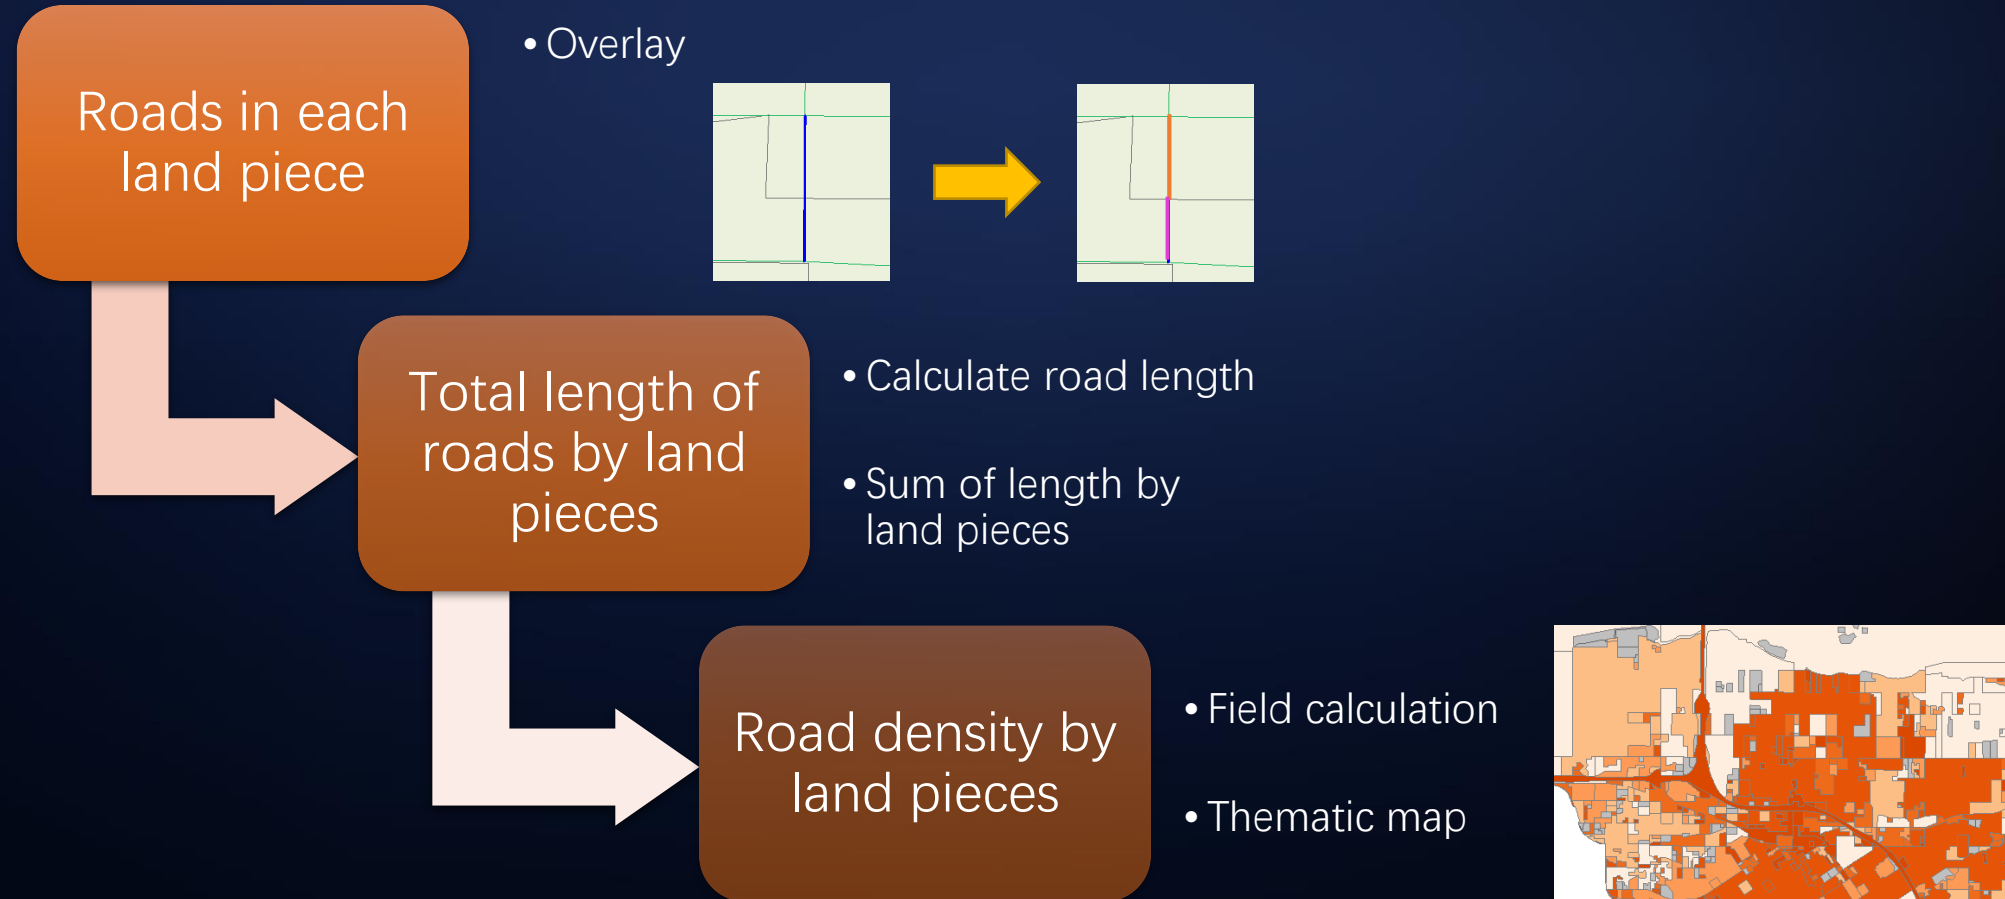 Roads in each
land piece
• Overlay
Total length of
roads by land
pieces
• Calculate road length
• Sum of length by
land pieces
Road density by
land pieces
• Field calculation
• Thematic map